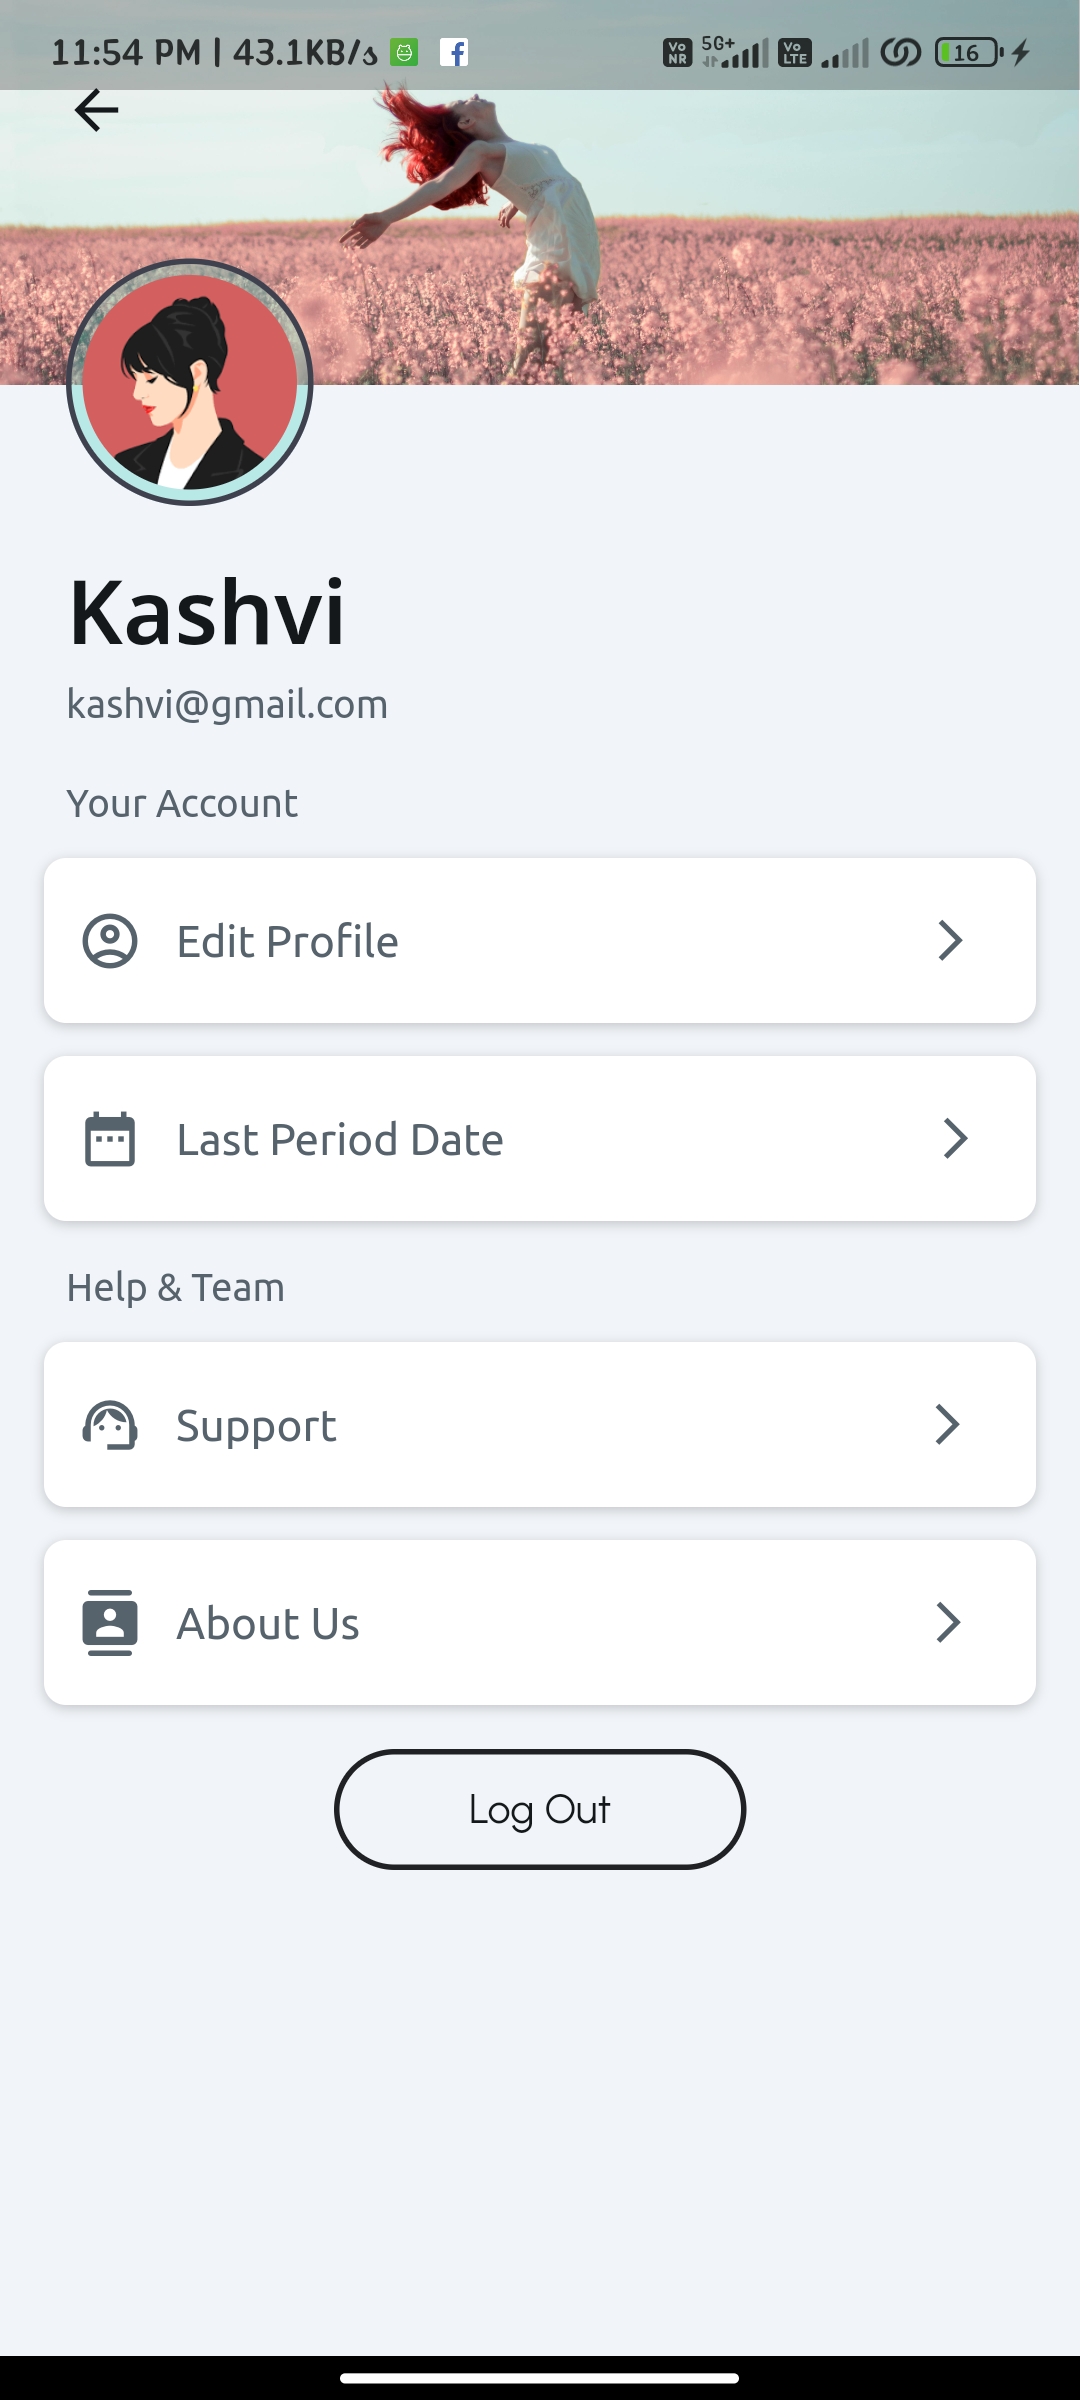 11:54 PM | 43.1KB/s
Vo NR 5G+ Vo LTE 16
Kashvi
kashvi@gmail.com
Your Account
Edit Profile
Last Period Date
Help & Team
Support
About Us
Log Out